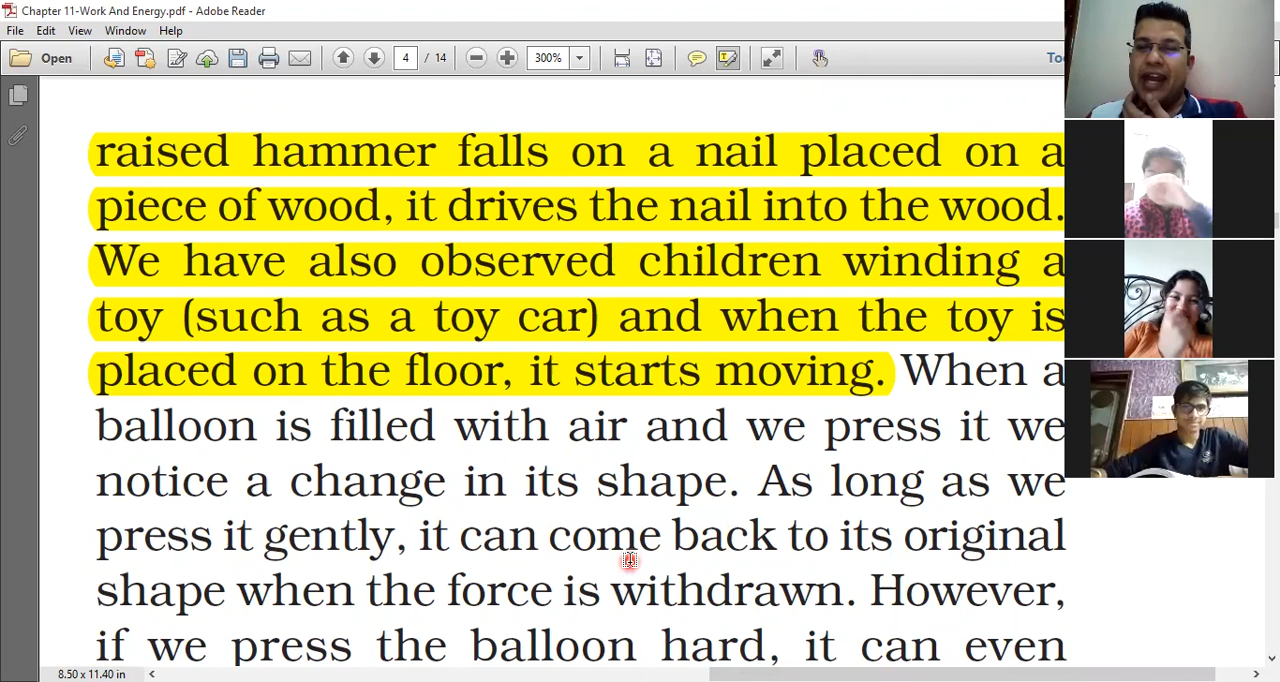 Chapter 11-Work And Energy.pdf - Adobe Reader
File Edit View Window Help
Open 4 / 14 300% Too
raised hammer falls on a nail placed on a
piece of wood, it drives the nail into the wood.
We have also observed children winding a
toy (such as a toy car) and when the toy is
placed on the floor, it starts moving. When a
balloon is filled with air and we press it we
notice a change in its shape. As long as we
press it gently, it can come back to its original
shape when the force is withdrawn. However,
if we press the balloon hard, it can even
8.50 x 11.40 in